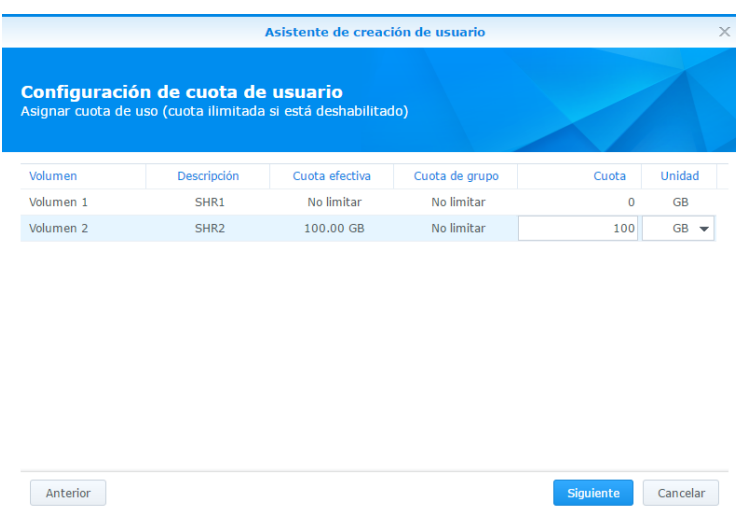 Asistente de creación de usuario
Configuración de cuota de usuario
Asignar cuota de uso (cuota ilimitada si está deshabilitado)
Volumen Descripción Cuota efectiva Cuota de grupo Cuota Unidad
Volumen 1 SHR1 No limitar No limitar 0 GB
Volumen 2 SHR2 100.00 GB No limitar 100 GB
Anterior Siguiente Cancelar